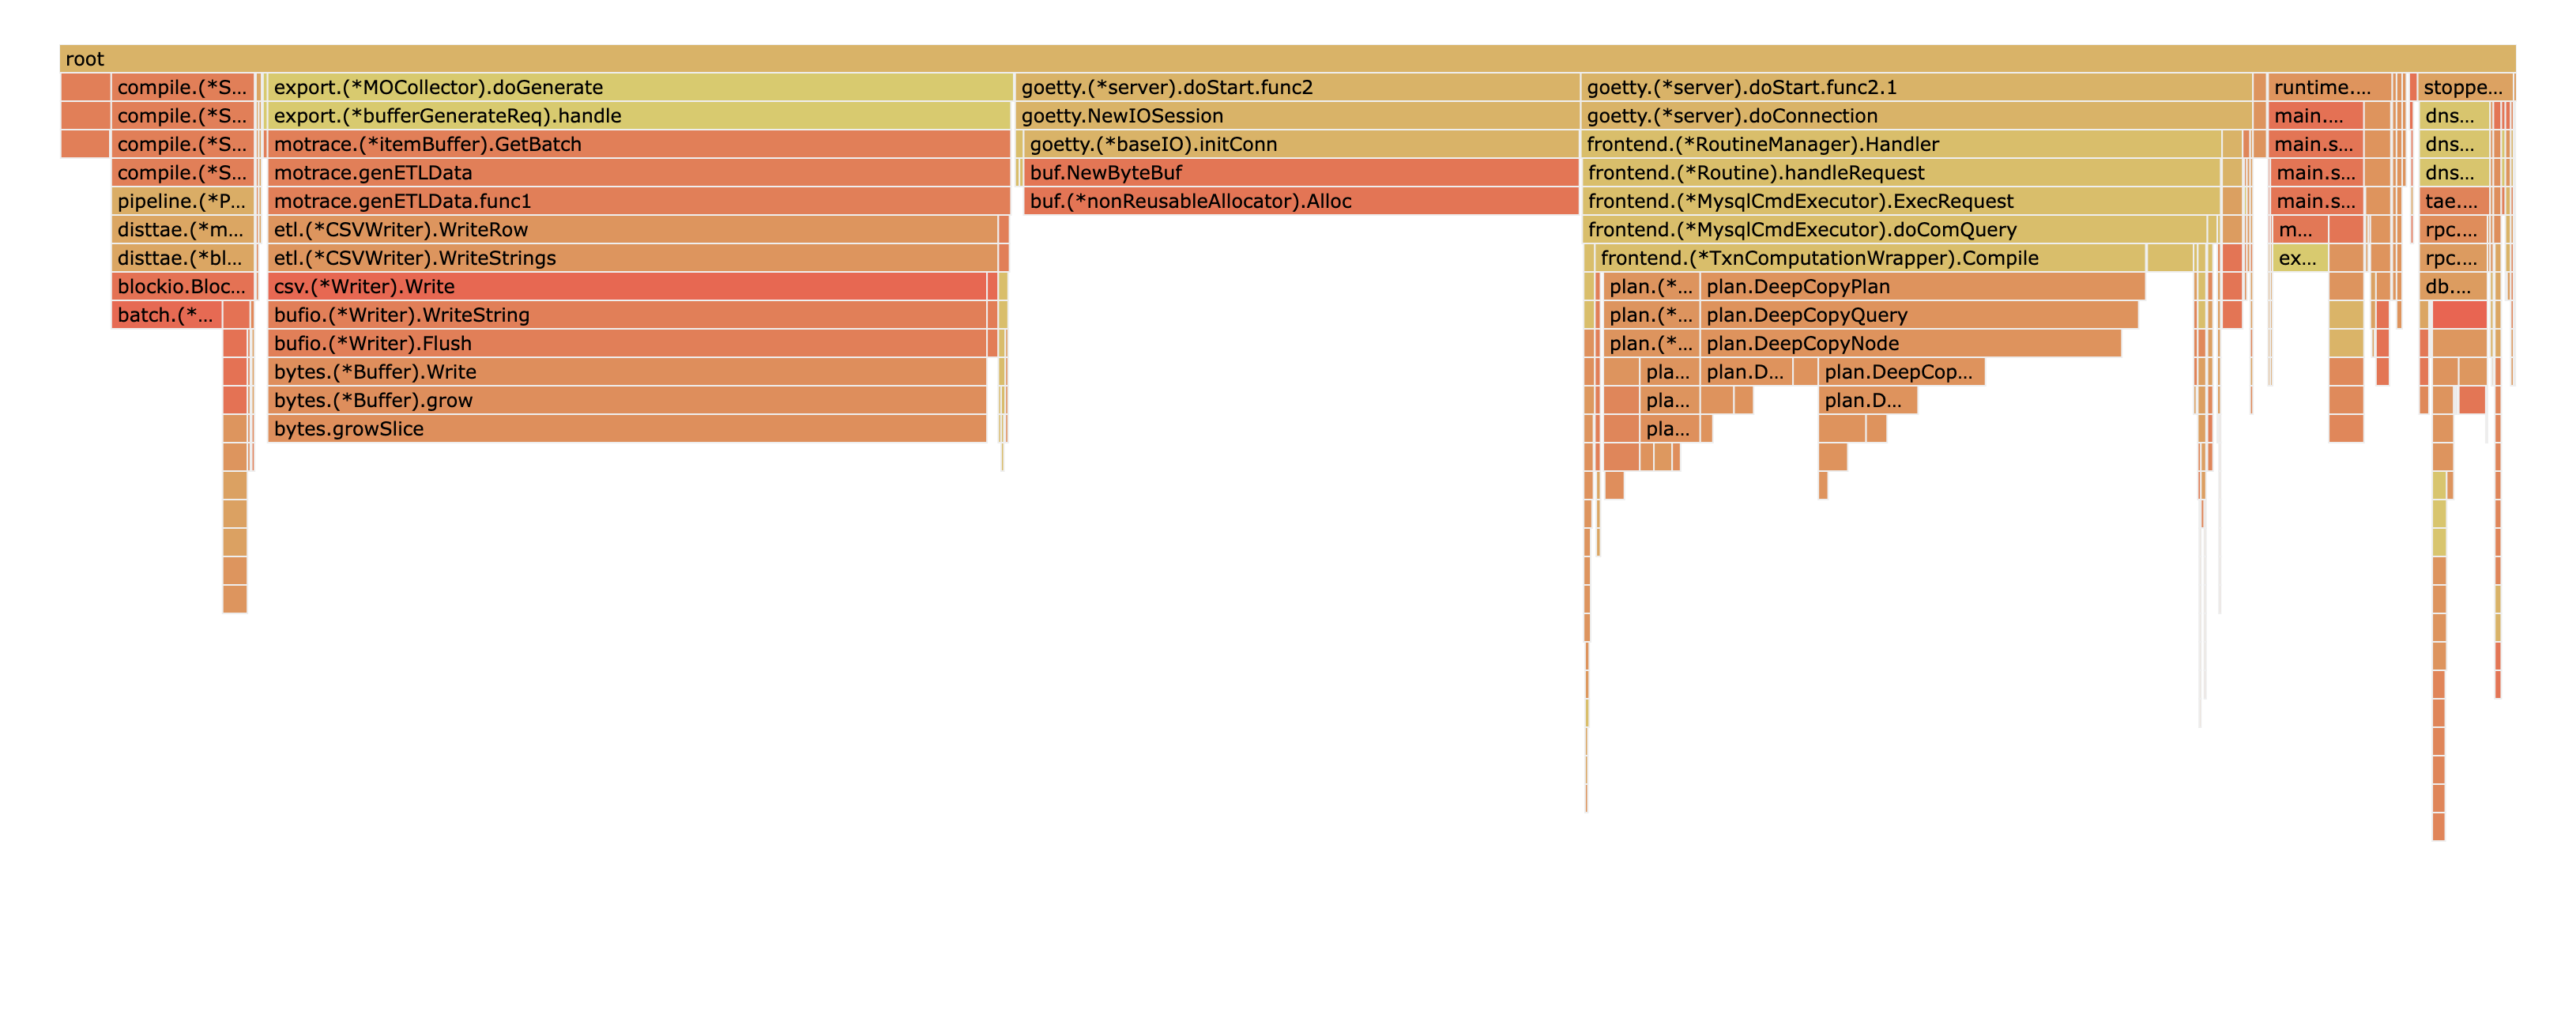 root
compile.(*S... export.(*MOCollector).doGenerate goetty.(*server).doStart.func2 goetty.(*server).doStart.func2.1 runtime.... stoppe...
compile.(*S... export.(*bufferGenerateReq).handle goetty.NewIOSession goetty.(*server).doConnection main.... dns...
compile.(*S... motrace.(*itemBuffer).GetBatch goetty.(*baseIO).initConn frontend.(*RoutineManager).Handler main.s... dns...
compile.(*S... motrace.genETLData buf.NewByteBuf frontend.(*Routine).handleRequest main.s... dns...
pipeline.(*P... motrace.genETLData.func1 buf.(*nonReusableAllocator).Alloc frontend.(*MysqlCmdExecutor).ExecRequest main.s... tae....
disttae.(*m... etl.(*CSVWriter).WriteRow frontend.(*MysqlCmdExecutor).doComQuery m... rpc....
disttae.(*bl... etl.(*CSVWriter).WriteStrings frontend.(*TxnComputationWrapper).Compile ex... rpc....
blockio.Bloc... csv.(*Writer).Write plan.(*... plan.DeepCopyPlan db....
batch.(*... bufio.(*Writer).WriteString plan.(*... plan.DeepCopyQuery
bufio.(*Writer).Flush plan.(*... plan.DeepCopyNode
bytes.(*Buffer).Write pla... plan.D... plan.DeepCop...
bytes.(*Buffer).grow pla... plan.D...
bytes.growSlice pla...